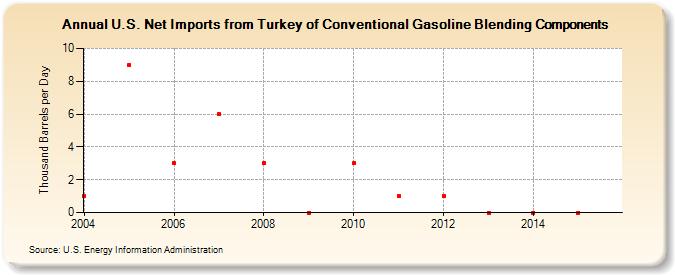 Annual U.S. Net Imports from Turkey of Conventional Gasoline Blending Components
Thousand Barrels per Day
10
8
6
4
2
0
2004 2006 2008 2010 2012 2014
Source: U.S. Energy Information Administration